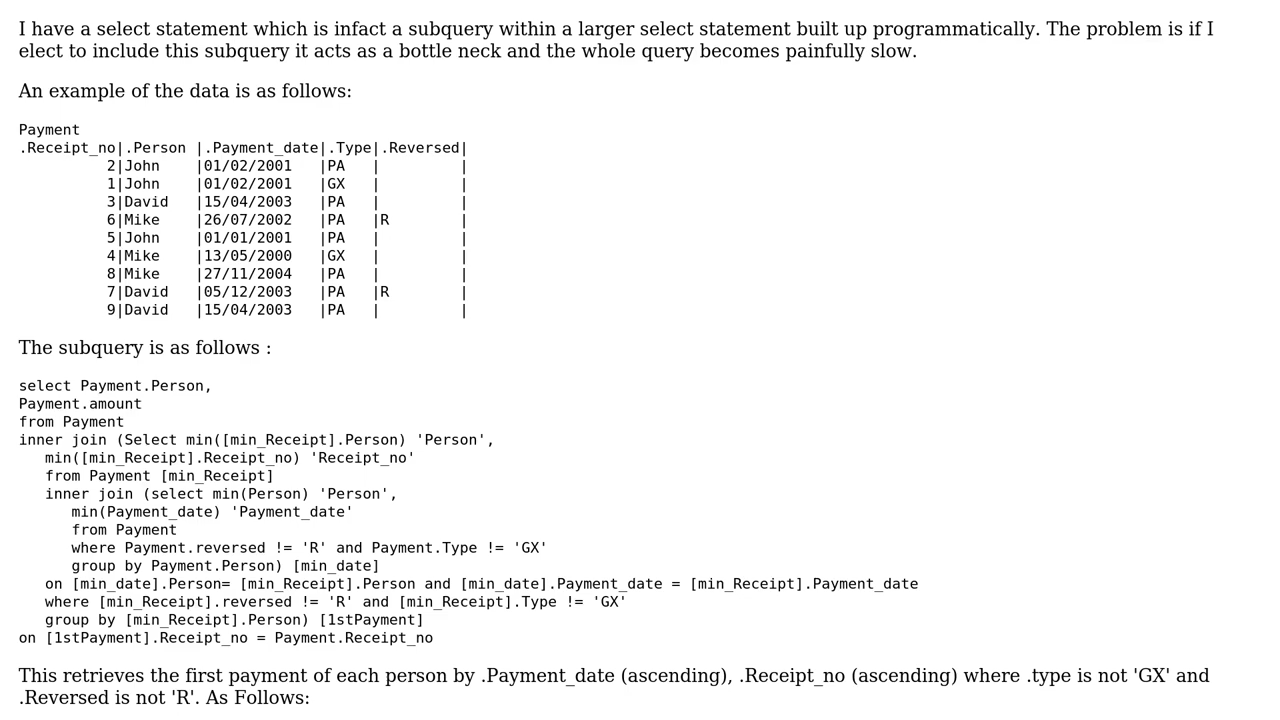 I have a select statement which is infact a subquery within a larger select statement built up programmatically. The problem is if I
elect to include this subquery it acts as a bottle neck and the whole query becomes painfully slow.
An example of the data is as follows:
Payment
.Receipt_no|.Person |.Payment_date|.Type|.Reversed|
          2|John    |01/02/2001   |PA   |         |
          1|John    |01/02/2001   |GX   |         |
          3|David   |15/04/2003   |PA   |         |
          6|Mike    |26/07/2002   |PA   |R        |
          5|John    |01/01/2001   |PA   |         |
          4|Mike    |13/05/2000   |GX   |         |
          8|Mike    |27/11/2004   |PA   |         |
          7|David   |05/12/2003   |PA   |R        |
          9|David   |15/04/2003   |PA   |         |
The subquery is as follows :
select Payment.Person,
Payment.amount
from Payment
inner join (Select min([min_Receipt].Person) 'Person',
   min([min_Receipt].Receipt_no) 'Receipt_no'
   from Payment [min_Receipt]
   inner join (select min(Person) 'Person',
      min(Payment_date) 'Payment_date'
      from Payment
      where Payment.reversed != 'R' and Payment.Type != 'GX'
      group by Payment.Person) [min_date]
   on [min_date].Person= [min_Receipt].Person and [min_date].Payment_date = [min_Receipt].Payment_date
   where [min_Receipt].reversed != 'R' and [min_Receipt].Type != 'GX'
   group by [min_Receipt].Person) [1stPayment]
on [1stPayment].Receipt_no = Payment.Receipt_no
This retrieves the first payment of each person by .Payment_date (ascending), .Receipt_no (ascending) where .type is not 'GX' and
.Reversed is not 'R'. As Follows: